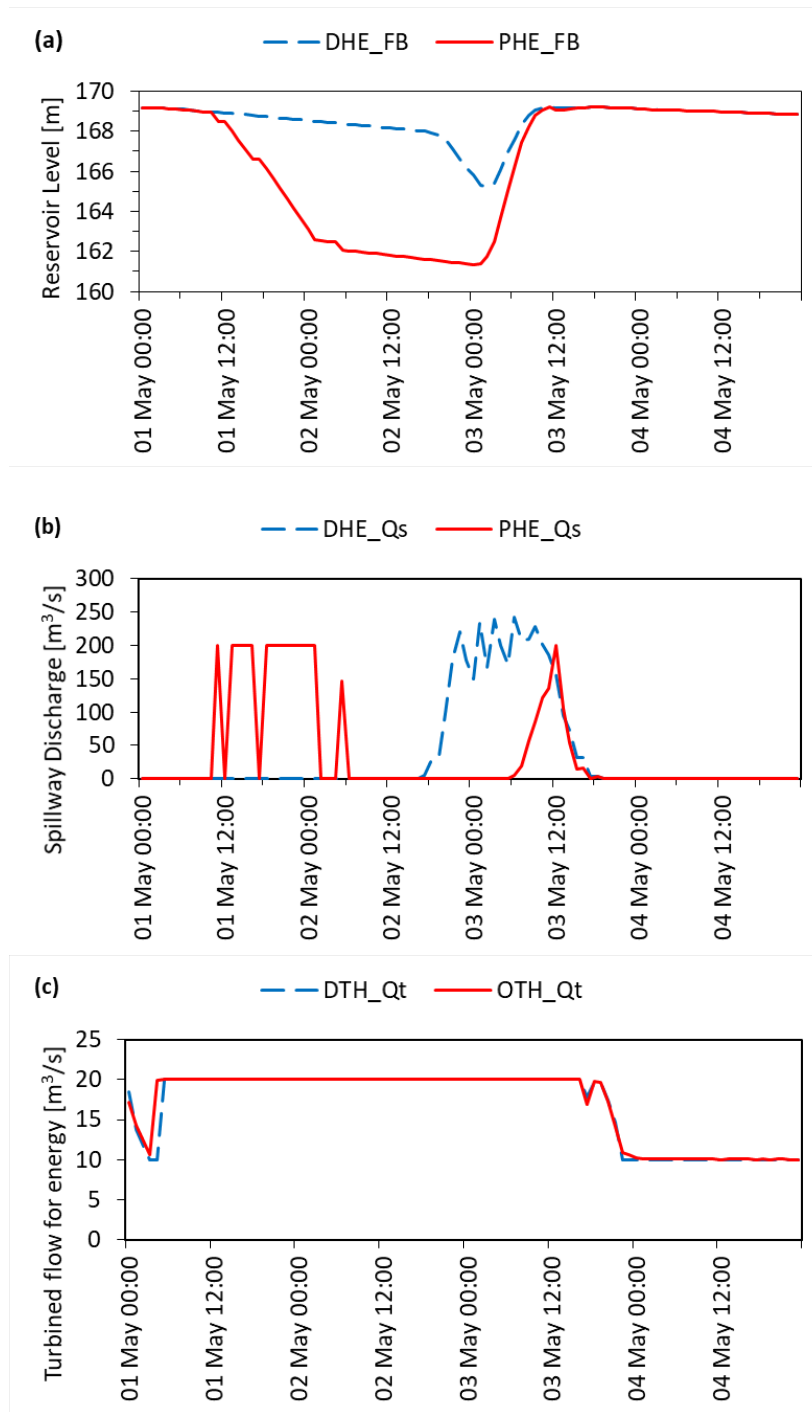 (a)
DHE_FB PHE_FB
Reservoir Level [m]
170
168
166
164
162
160
01 May 00:00
01 May 12:00
02 May 00:00
02 May 12:00
03 May 00:00
03 May 12:00
04 May 00:00
04 May 12:00
(b)
DHE_Qs PHE_Qs
Spillway Discharge [m³/s]
300
250
200
150
100
50
0
01 May 00:00
01 May 12:00
02 May 00:00
02 May 12:00
03 May 00:00
03 May 12:00
04 May 00:00
04 May 12:00
(c)
DTH_Qt OTH_Qt
Turbined flow for energy [m³/s]
25
20
15
10
5
0
01 May 00:00
01 May 12:00
02 May 00:00
02 May 12:00
03 May 00:00
03 May 12:00
04 May 00:00
04 May 12:00